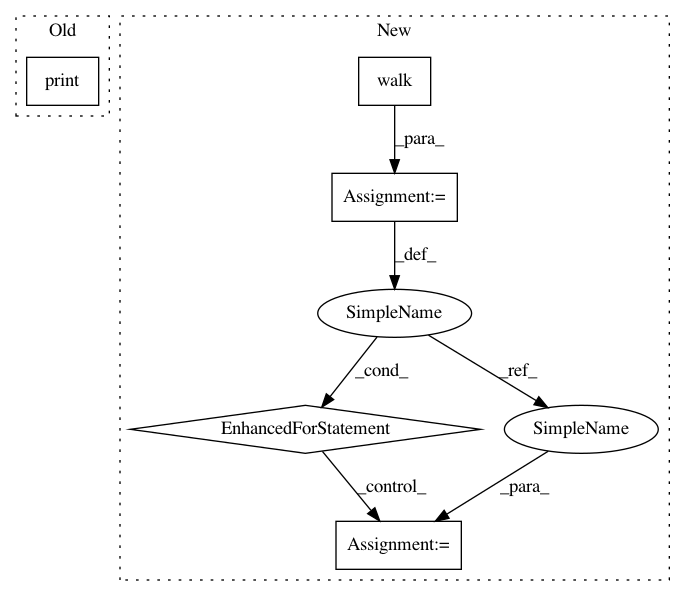 Old
New
print
walk
_para_
Assignment:=
_def_
SimpleName
_cond_
_ref_
EnhancedForStatement
SimpleName
_control_
_para_
Assignment:=